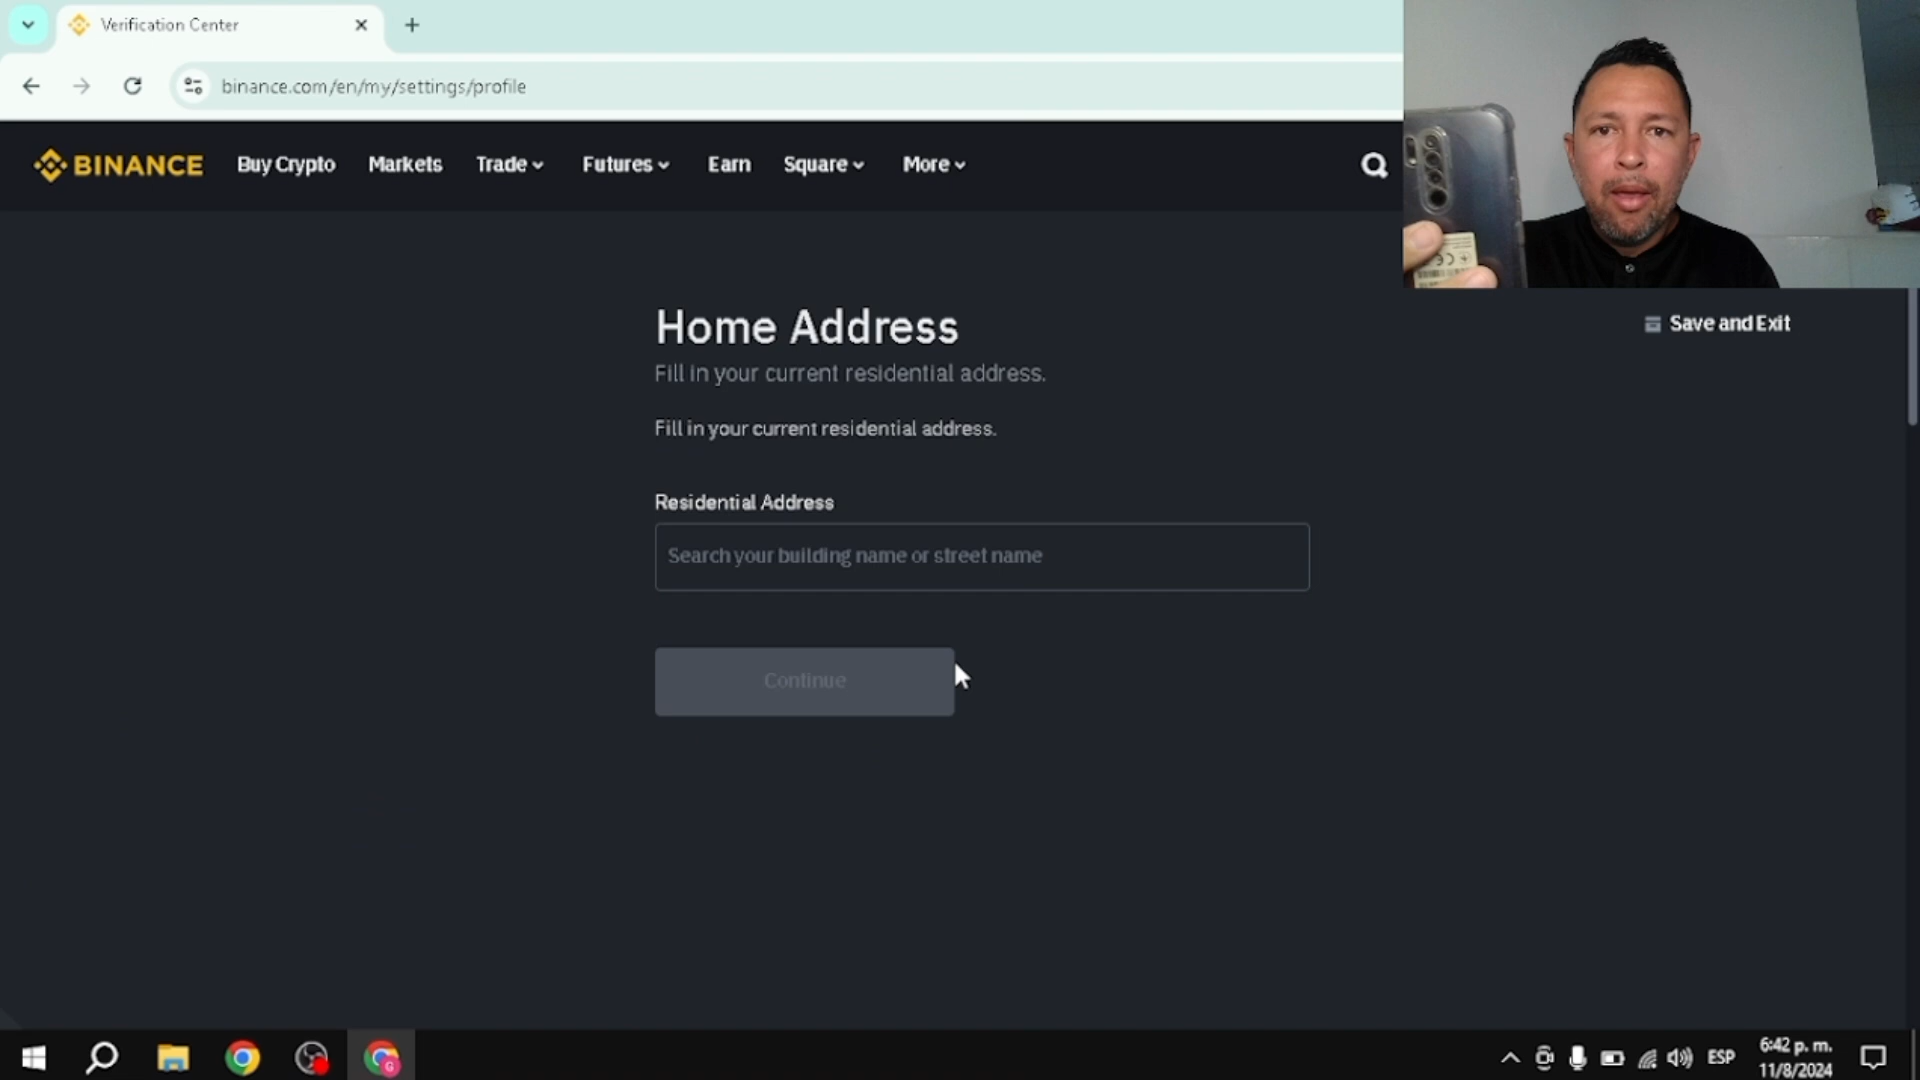 Verification Center
binance.com/en/my/settings/profile
BINANCE
Buy Crypto
Markets
Trade
Futures
Earn
Square
More
Save and Exit
Home Address
Fill in your current residential address.
Fill in your current residential address.
Residential Address
Search your building name or street name
Continue
ESP
6:42 p. m.
11/8/2024